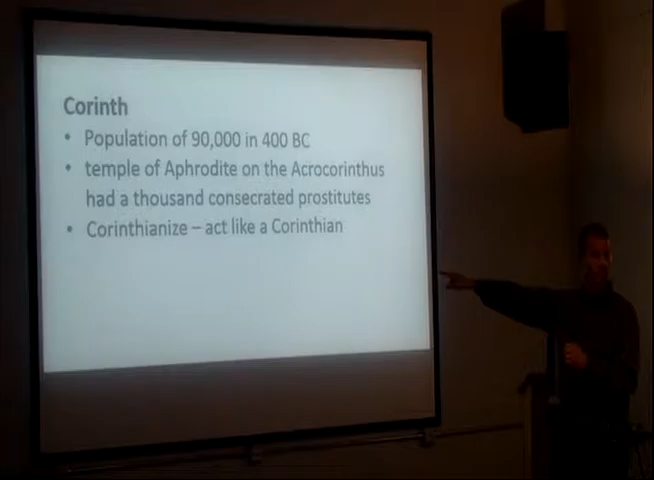 Corinth
• Population of 90,000 in 400 BC
• temple of Aphrodite on the Acrocorinthus
had a thousand consecrated prostitutes
• Corinthianize – act like a Corinthian